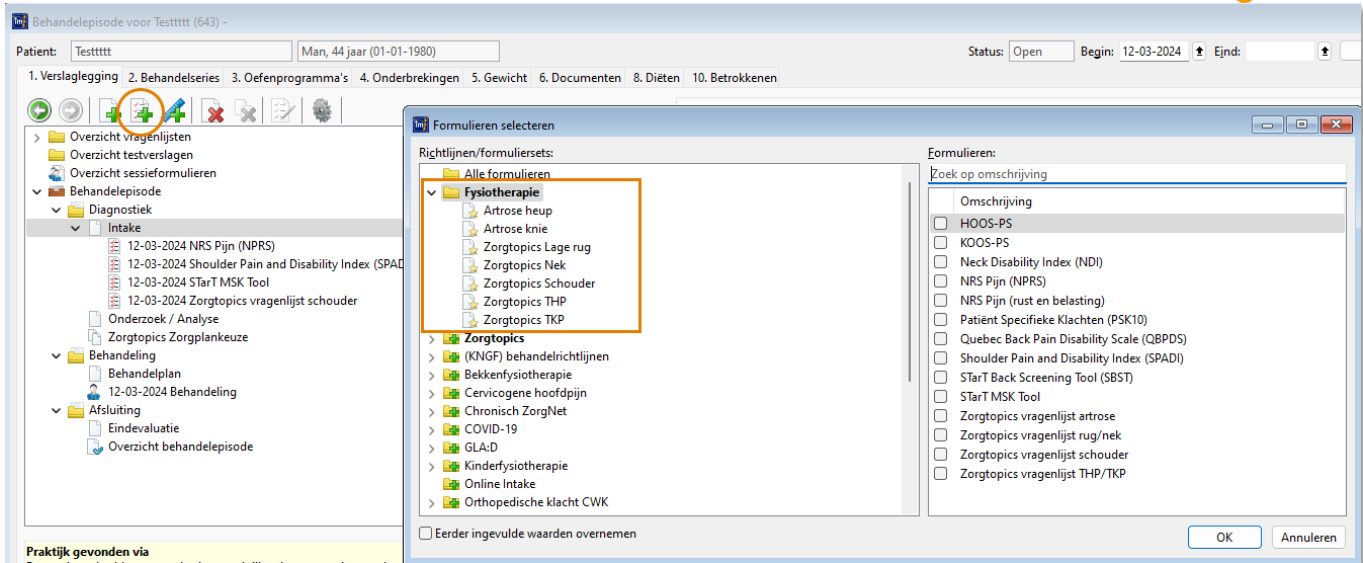 Behandelepisode voor Testtttt (643) -
Patient: Testtttt Man, 44 jaar (01-01-1980) Status: Open Begin: 12-03-2024 Ejnd:
1. Verslaglegging 2. Behandelseries 3. Oefenprogramma's 4. Onderbrekingen 5. Gewicht 6. Documenten 8. Diëten 10. Betrokkenen
Overzicht vragenlijsten
Overzicht testverslagen
Overzicht sessieformulieren
Behandelepisode
Diagnostiek
Intake
12-03-2024 NRS Pijn (NPRS)
12-03-2024 Shoulder Pain and Disability Index (SPAD
12-03-2024 STarT MSK Tool
12-03-2024 Zorgtopics vragenlijst schouder
Onderzoek / Analyse
Zorgtopics Zorgplankeuze
Behandeling
Behandelplan
12-03-2024 Behandeling
Afsluiting
Eindevaluatie
Overzicht behandelepisode
Praktijk gevonden via
Formulieren selecteren
Richtlijnen/formuliersets:
Alle formulieren
Fysiotherapie
Artrose heup
Artrose knie
Zorgtopics Lage rug
Zorgtopics Nek
Zorgtopics Schouder
Zorgtopics THP
Zorgtopics TKP
Zorgtopics
(KNGF) behandelrichtlijnen
Bekkenfysiotherapie
Cervicogene hoofdpijn
Chronisch ZorgNet
COVID-19
GLA:D
Kinderfysiotherapie
Online Intake
Orthopedische klacht CWK
Eerder ingevulde waarden overnemen
Formulieren:
Zoek op omschrijving
Omschrijving
HOOS-PS
KOOS-PS
Neck Disability Index (NDI)
NRS Pijn (NPRS)
NRS Pijn (rust en belasting)
Patiënt Specifieke Klachten (PSK10)
Quebec Back Pain Disability Scale (QBPDS)
Shoulder Pain and Disability Index (SPADI)
STarT Back Screening Tool (SBST)
STarT MSK Tool
Zorgtopics vragenlijst artrose
Zorgtopics vragenlijst rug/nek
Zorgtopics vragenlijst schouder
Zorgtopics vragenlijst THP/TKP
OK Annuleren